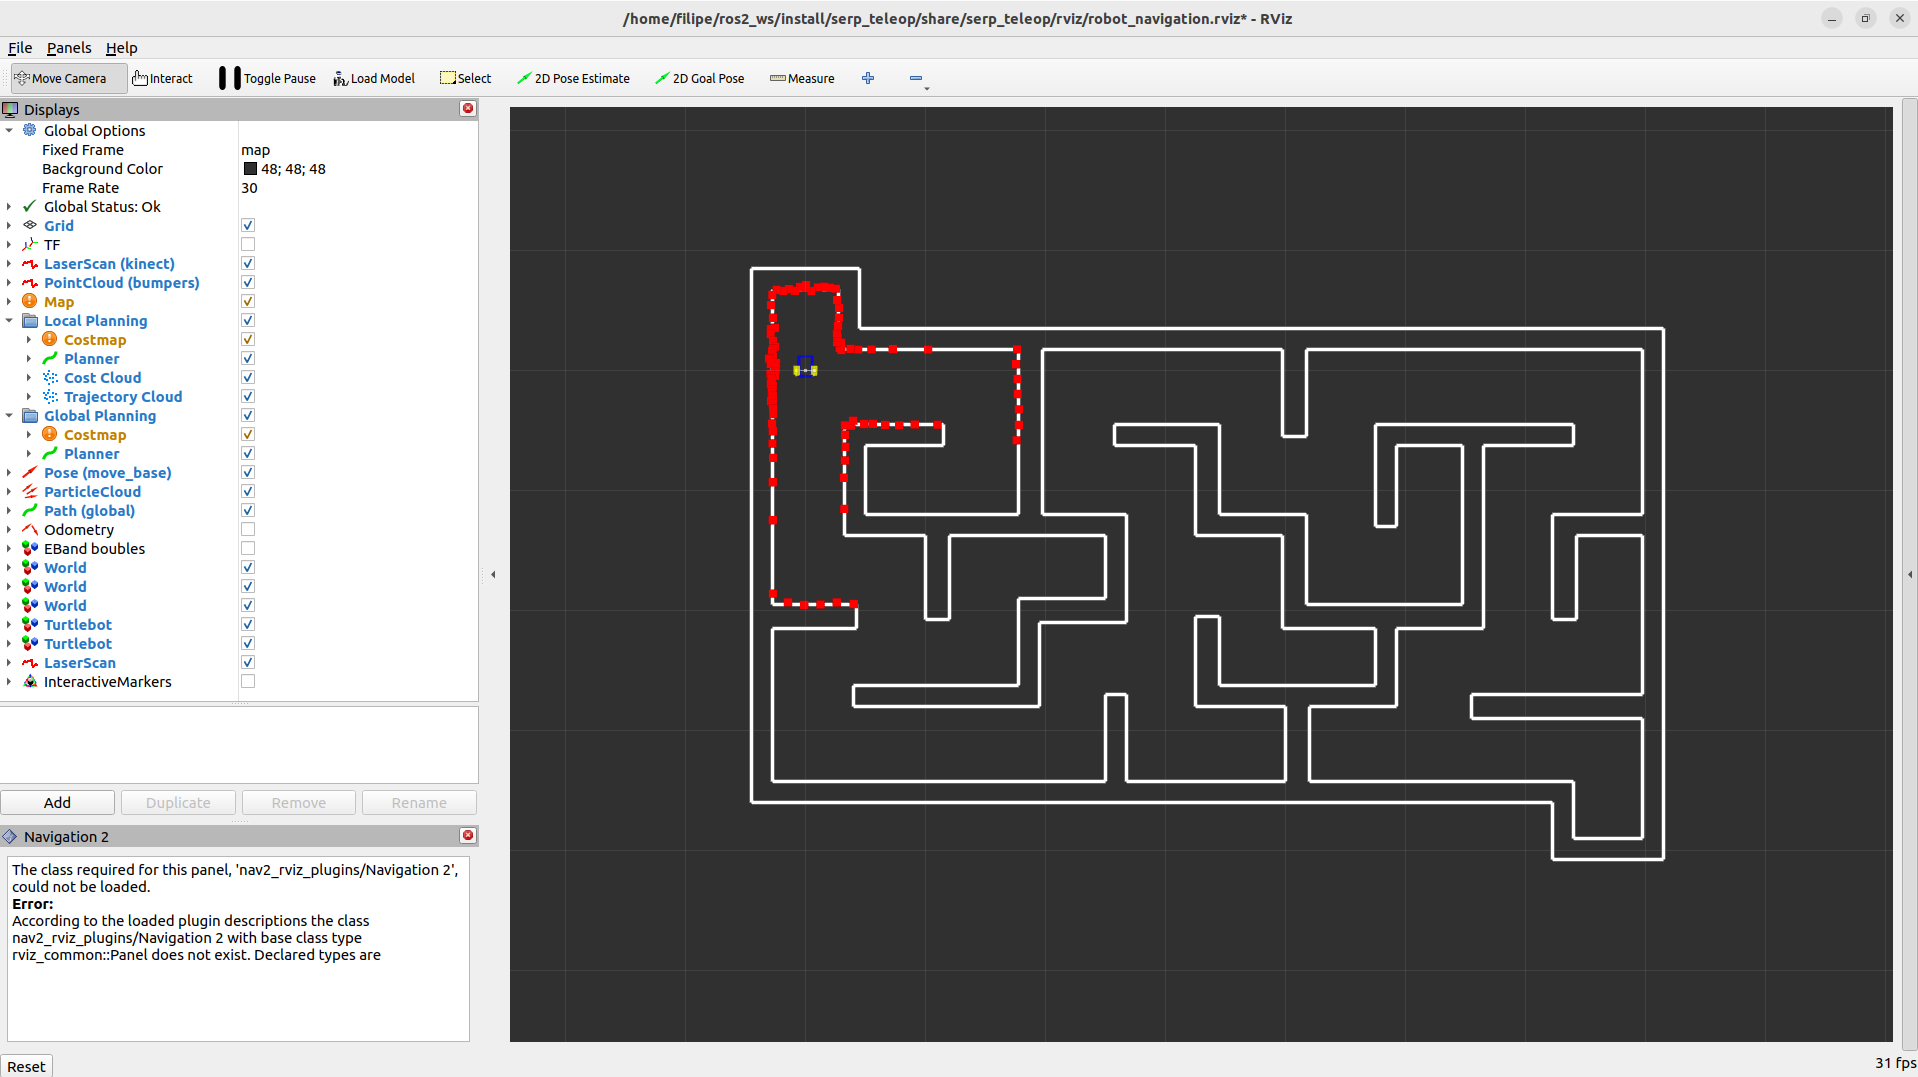 /home/filipe/ros2_ws/install/serp_teleop/share/serp_teleop/rviz/robot_navigation.rviz* - RViz
File Panels Help
Move Camera Interact Toggle Pause Load Model Select 2D Pose Estimate 2D Goal Pose Measure
Displays
Global Options
Fixed Frame map
Background Color 48; 48; 48
Frame Rate 30
Global Status: Ok
Grid
TF
LaserScan (kinect)
PointCloud (bumpers)
Map
Local Planning
Costmap
Planner
Cost Cloud
Trajectory Cloud
Global Planning
Costmap
Planner
Pose (move_base)
ParticleCloud
Path (global)
Odometry
EBand boubles
World
World
World
Turtlebot
Turtlebot
LaserScan
InteractiveMarkers
Add Duplicate Remove Rename
Navigation 2
The class required for this panel, 'nav2_rviz_plugins/Navigation 2',
could not be loaded.
Error:
According to the loaded plugin descriptions the class
nav2_rviz_plugins/Navigation 2 with base class type
rviz_common::Panel does not exist. Declared types are
Reset
31 fps